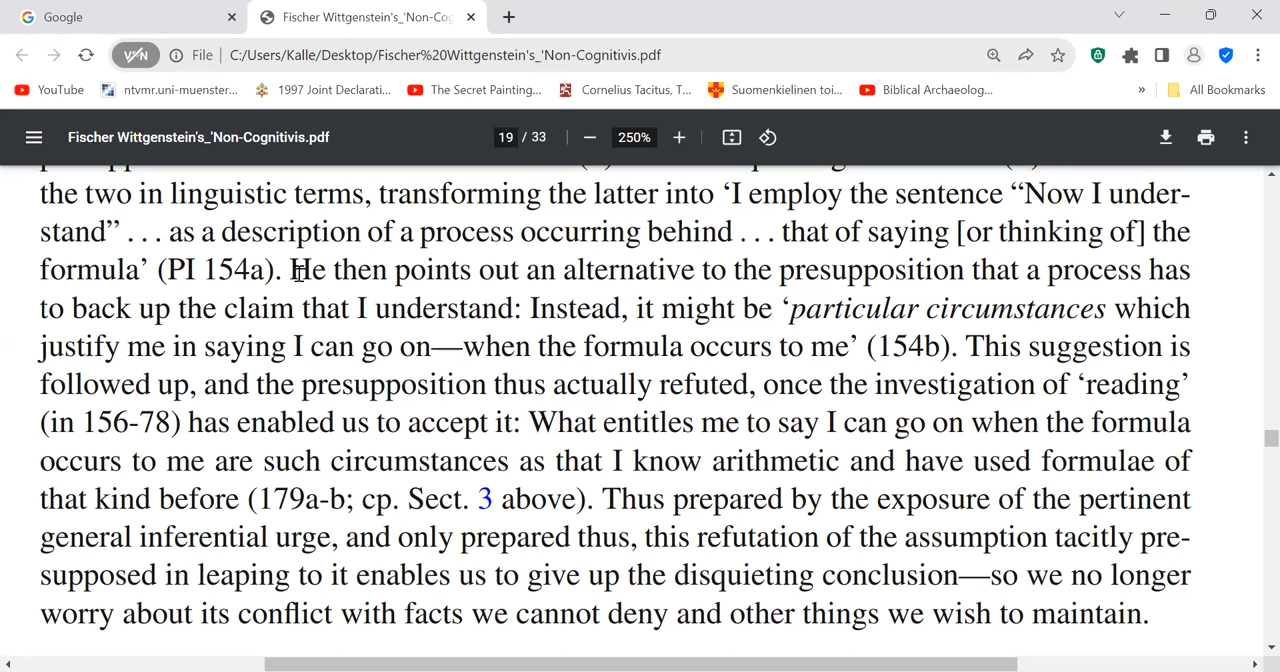 Google
Fischer Wittgenstein's_'Non-Co
VPN
File
C:/Users/Kalle/Desktop/Fischer%20Wittgenstein's_'Non-Cognitivis.pdf
YouTube
ntvmr.uni-muenster...
1997 Joint Declarati...
The Secret Painting...
Cornelius Tacitus, T...
Suomenkielinen toi...
Biblical Archaeolog...
»
All Bookmarks
Fischer Wittgenstein's_'Non-Cognitivis.pdf
19 / 33
250%
the two in linguistic terms, transforming the latter into ‘I employ the sentence “Now I under-
stand” . . . as a description of a process occurring behind . . . that of saying [or thinking of] the
formula’ (PI 154a). He then points out an alternative to the presupposition that a process has
to back up the claim that I understand: Instead, it might be ‘particular circumstances which
justify me in saying I can go on—when the formula occurs to me’ (154b). This suggestion is
followed up, and the presupposition thus actually refuted, once the investigation of ‘reading’
(in 156-78) has enabled us to accept it: What entitles me to say I can go on when the formula
occurs to me are such circumstances as that I know arithmetic and have used formulae of
that kind before (179a-b; cp. Sect. 3 above). Thus prepared by the exposure of the pertinent
general inferential urge, and only prepared thus, this refutation of the assumption tacitly pre-
supposed in leaping to it enables us to give up the disquieting conclusion—so we no longer
worry about its conflict with facts we cannot deny and other things we wish to maintain.